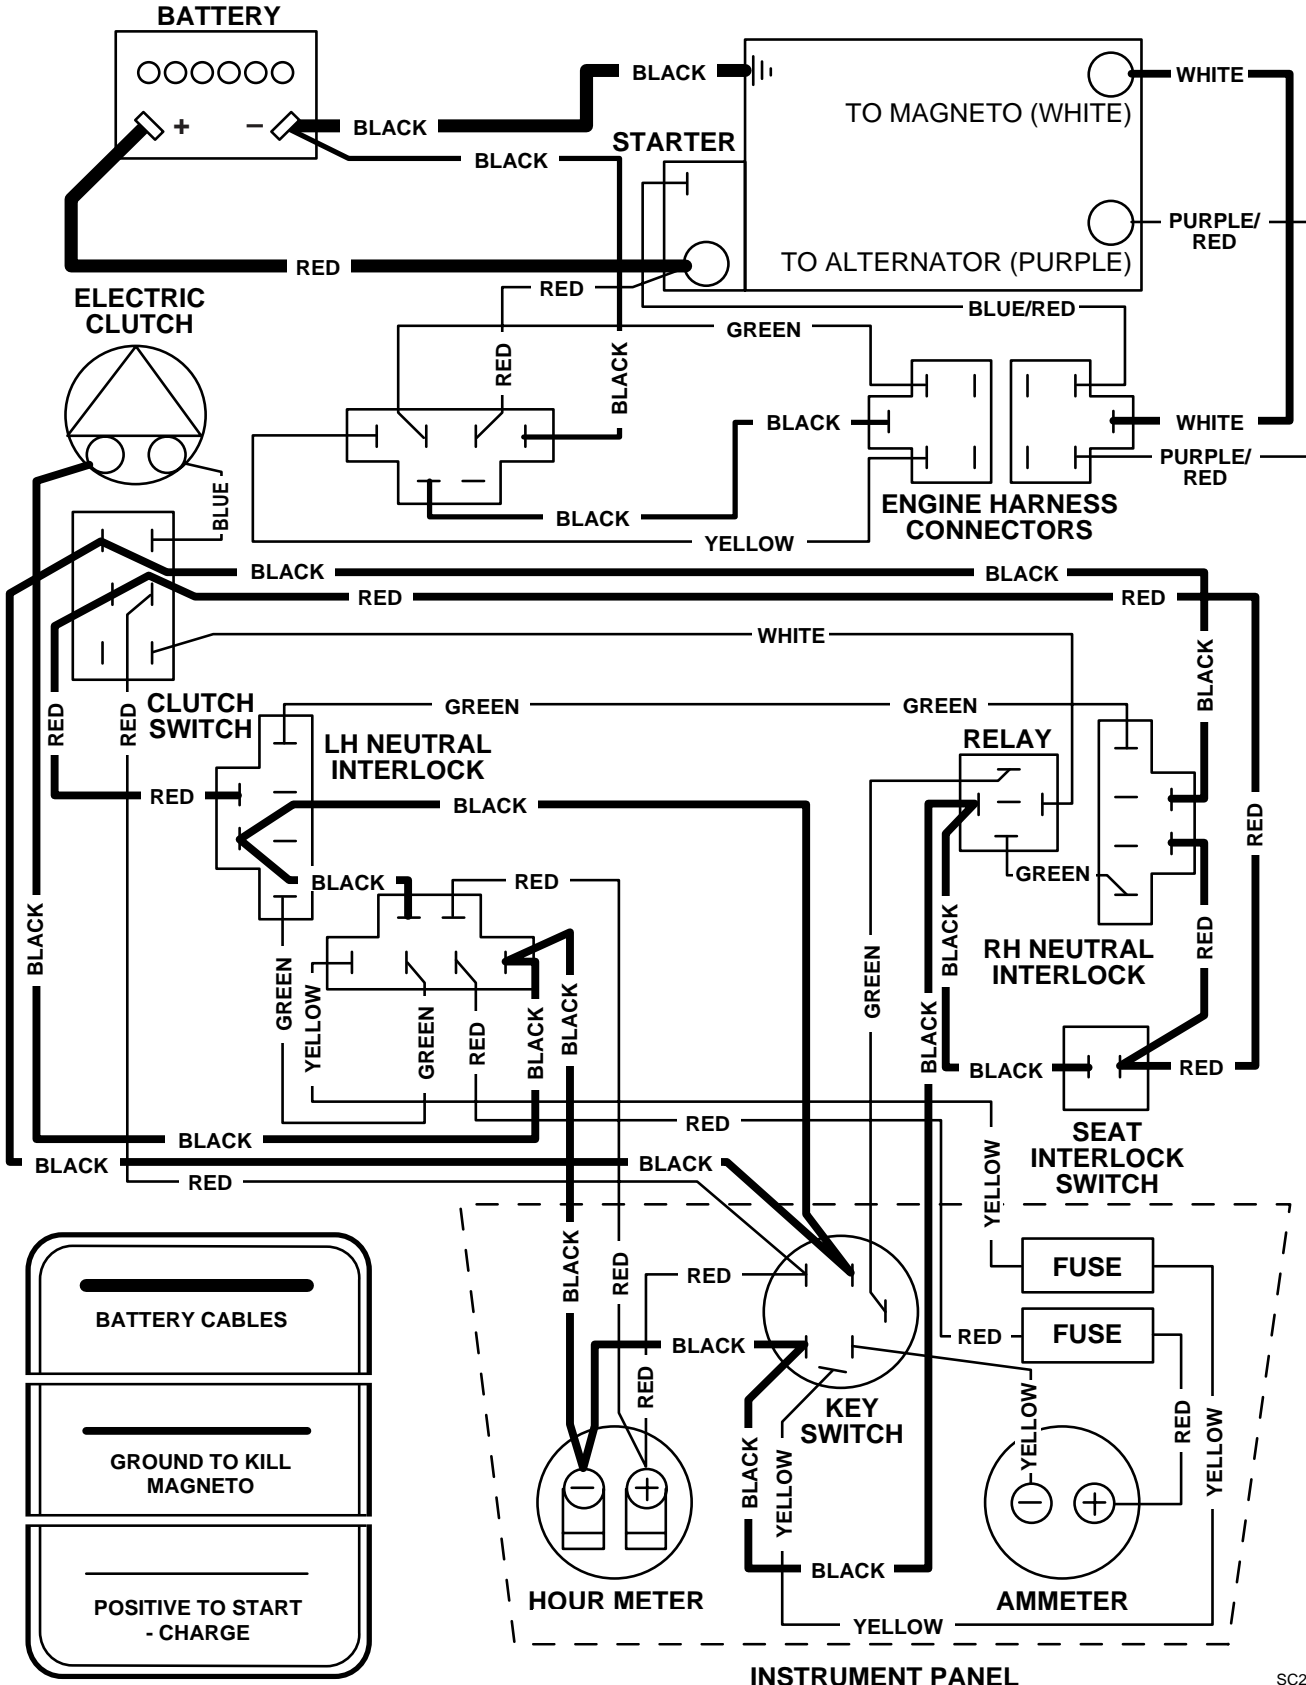 BATTERY
+
−
BLACK
BLACK
BLACK
WHITE
TO MAGNETO (WHITE)
STARTER
PURPLE/
RED
TO ALTERNATOR (PURPLE)
RED
RED
ELECTRIC
CLUTCH
BLUE/RED
GREEN
RED
BLACK
BLACK
WHITE
PURPLE/
RED
BLUE
ENGINE HARNESS
CONNECTORS
BLACK
YELLOW
BLACK
BLACK
RED
RED
WHITE
BLACK
RED
RED
CLUTCH
SWITCH
GREEN
GREEN
LH NEUTRAL
INTERLOCK
RELAY
RED
BLACK
RED
BLACK
RED
GREEN
BLACK
BLACK
RED
RH NEUTRAL
INTERLOCK
GREEN
YELLOW
GREEN
RED
BLACK
BLACK
GREEN
BLACK
BLACK
RED
RED
SEAT
INTERLOCK
SWITCH
BLACK
BLACK
BLACK
RED
YELLOW
BLACK
RED
RED
FUSE
BATTERY CABLES
BLACK
RED
FUSE
RED
KEY
SWITCH
YELLOW
RED
YELLOW
GROUND TO KILL
MAGNETO
BLACK
YELLOW
−
+
−
+
BLACK
HOUR METER
AMMETER
POSITIVE TO START
- CHARGE
YELLOW
INSTRUMENT PANEL
SC2